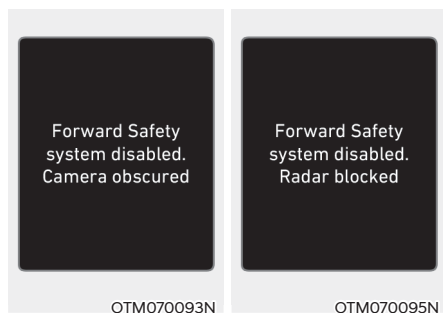 Forward Safety
system disabled.
Camera obscured
OTM070093N
Forward Safety
system disabled.
Radar blocked
OTM070095N